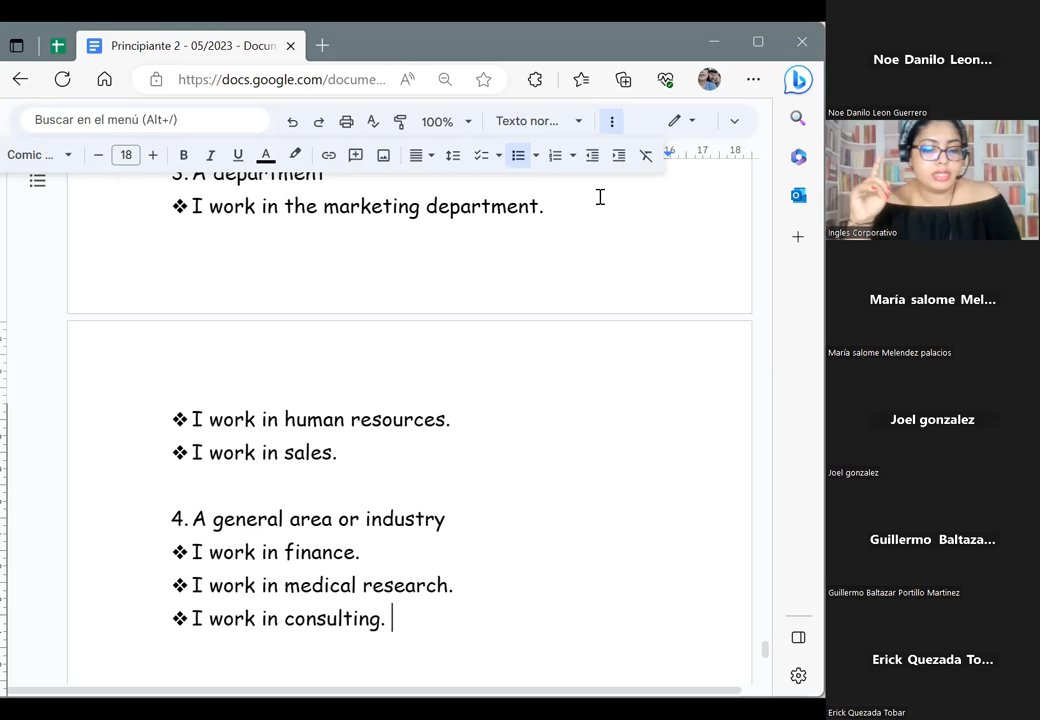 Principiante 2 - 05/2023 - Docum
https://docs.google.com/docume...
Buscar en el menú (Alt+/)
100%
Texto nor...
Comic ...
18
16 17 18
3. A department
❖ I work in the marketing department.
❖ I work in human resources.
❖ I work in sales.
4. A general area or industry
❖ I work in finance.
❖ I work in medical research.
❖ I work in consulting.
Noe Danilo Leon...
Noe Danilo Leon Guerrero
Ingles Corporativo
María salome Mel...
María salome Melendez palacios
Joel gonzalez
Joel gonzalez
Guillermo Baltaza...
Guillermo Baltazar Portillo Martinez
Erick Quezada To...
Erick Quezada Tobar